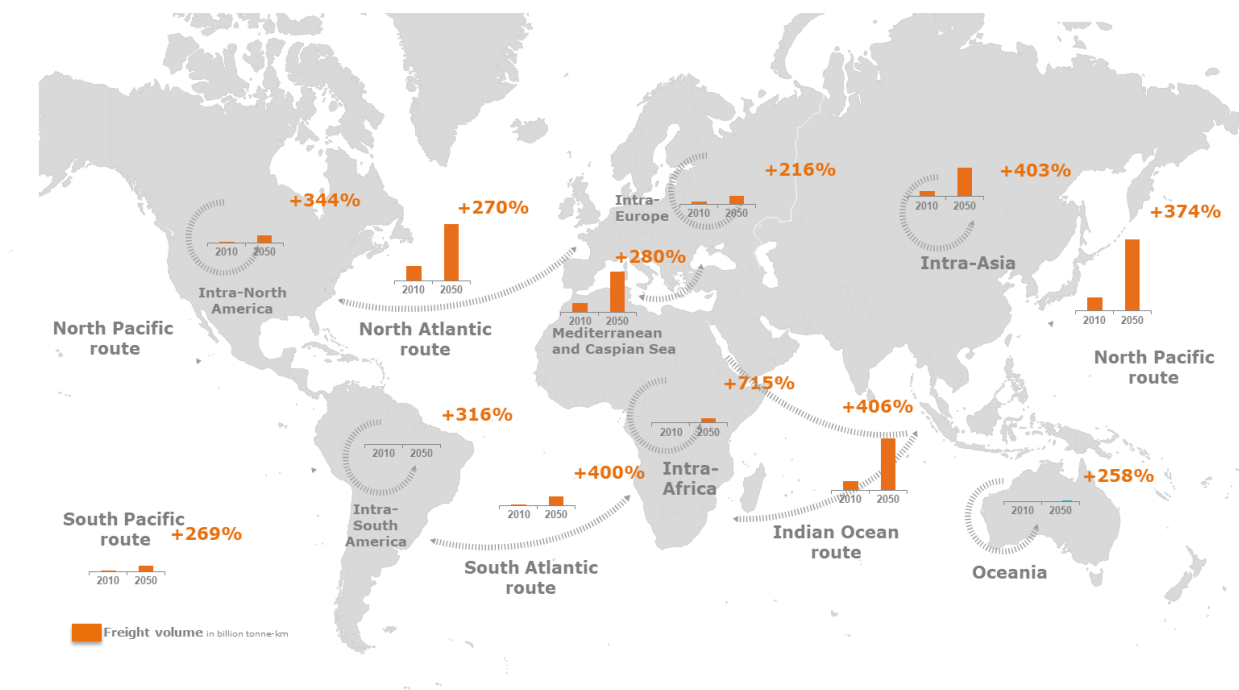 +344%
2010 2050
Intra-North
America
+270%
2010 2050
North Atlantic
route
Intra-
Europe
+216%
2010 2050
+280%
2010 2050
Mediterranean
and Caspian Sea
+403%
2010 2050
Intra-Asia
+374%
2010 2050
North Pacific
route
North Pacific
route
+316%
2010 2050
Intra-
South
America
+715%
2010 2050
Intra-
Africa
+406%
2010 2050
Indian Ocean
route
+400%
2010 2050
South Atlantic
route
+258%
2010 2050
Oceania
South Pacific
route
+269%
2010 2050
Freight volume in billion tonne-km